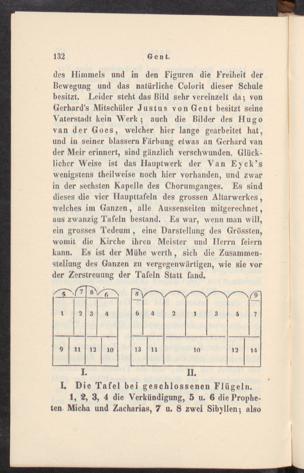 132 Gent.
des Himmels und in den Figuren die Freiheit der
Bewegung und das natürliche Colorit dieser Schule
besitzt. Leider steht das Bild sehr vereinzelt da; von
Gerhard's Mitschüler Justus von Gent besitzt seine
Vaterstadt kein Werk; auch die Bilder des Hugo
van der Goes, welcher hier lange gearbeitet hat,
und in seiner blassern Färbung etwas an Gerhard van
der Meir erinnert, sind gänzlich verschwunden. Glück-
licher Weise ist das Hauptwerk der Van Eyck's
wenigstens theilweise noch hier vorhanden, und zwar
in der sechsten Kapelle des Chorumganges. Es sind
dieses die vier Haupttafeln des grossen Altarwerkes,
welches im Ganzen, alle Aussenseiten mitgerechnet,
aus zwanzig Tafeln bestand. Es war, wenn man will,
ein grosses Tedeum, eine Darstellung des Grössten,
womit die Kirche ihren Meister und Herrn feiern
kann. Es ist der Mühe werth, sich die Zusammen-
stellung des Ganzen zu vergegenwärtigen, wie sie vor
der Zerstreuung der Tafeln Statt fand.
5 7 8 6 8 9
1 2 3 4 6 4 2 1 3 5 7
9 11 12 10 13 11 10 12 14
I. II.
I. Die Tafel bei geschlossenen Flügeln.
1, 2, 3, 4 die Verkündigung, 5 u. 6 die Prophe-
ten Micha und Zacharias, 7 u. 8 zwei Sibyllen; also